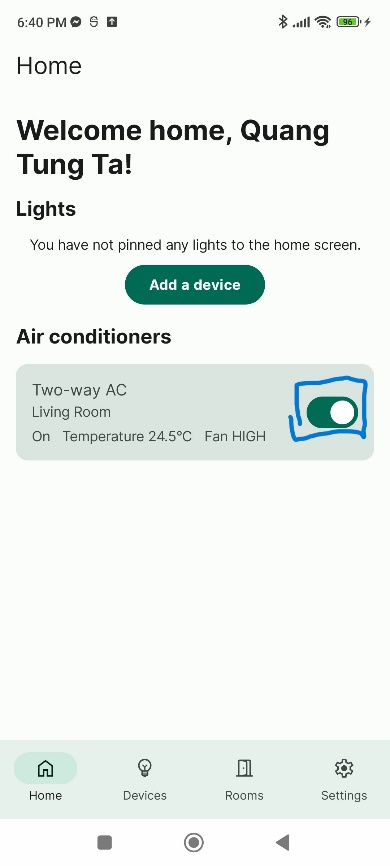 6:40 PM
96
Home
Welcome home, Quang
Tung Ta!
Lights
You have not pinned any lights to the home screen.
Add a device
Air conditioners
Two-way AC
Living Room
On Temperature 24.5°C Fan HIGH
Home Devices Rooms Settings